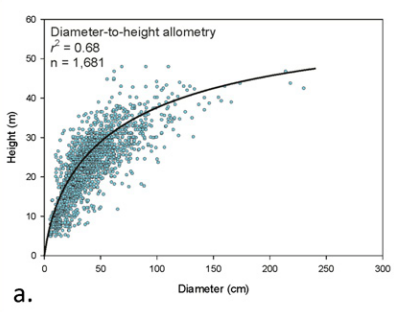 Diameter-to-height allometry
r² = 0.68
n = 1,681
60
50
40
30
20
10
0
Height (m)
0 50 100 150 200 250 300
Diameter (cm)
a.